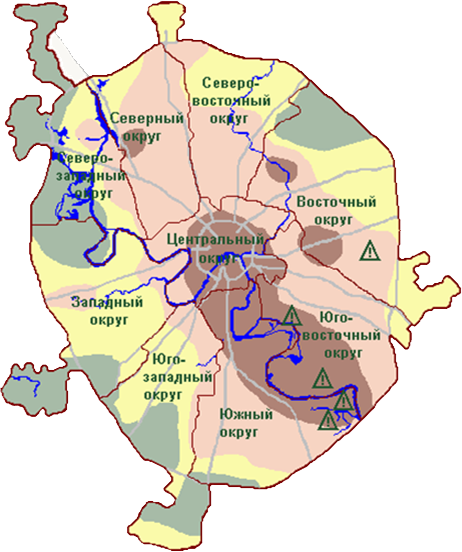 Северо-
восточный
округ
Северный
округ
Северо-
западный
округ
Восточный
округ
Центральный
округ
Западный
округ
Юго-
восточный
округ
Юго-
западный
округ
Южный
округ